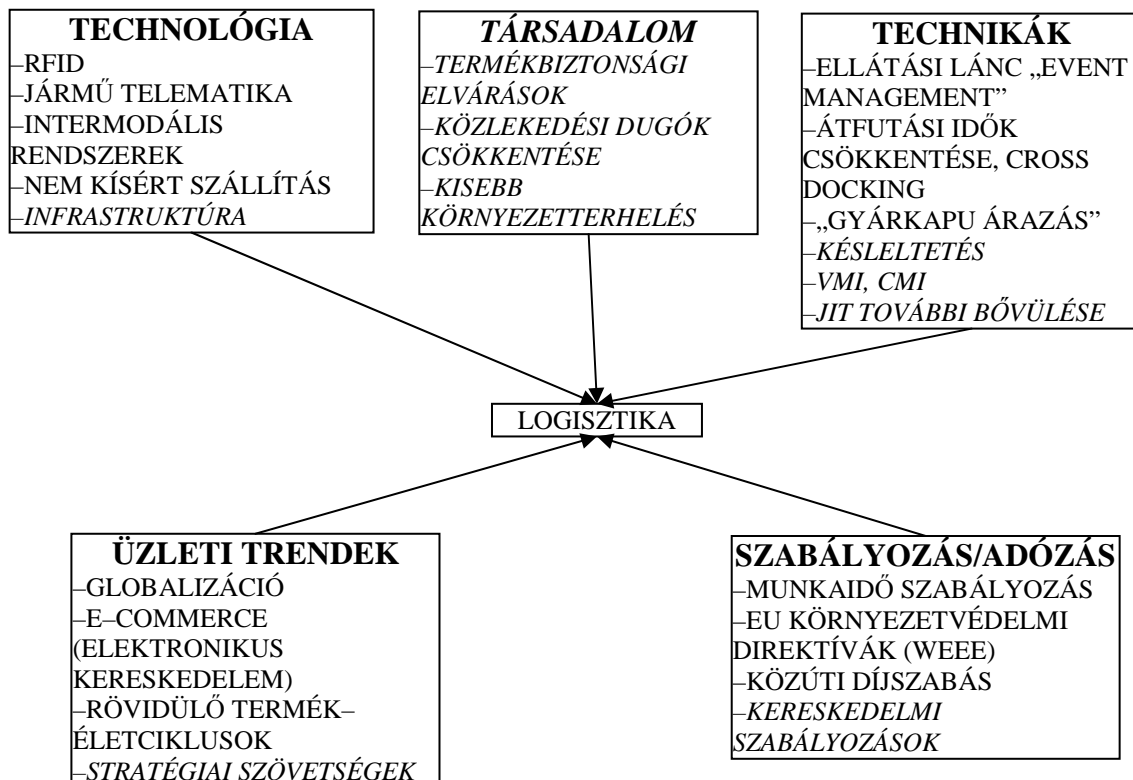 TECHNOLÓGIA
–RFID
–JÁRMŰ TELEMATIKA
–INTERMODÁLIS
RENDSZEREK
–NEM KÍSÉRT SZÁLLÍTÁS
–INFRASTRUKTÚRA
TÁRSADALOM
–TERMÉKBIZTONSÁGI
ELVÁRÁSOK
–KÖZLEKEDÉSI DUGÓK
CSÖKKENTÉSE
–KISEBB
KÖRNYEZETTERHELÉS
TECHNIKÁK
–ELLÁTÁSI LÁNC „EVENT
MANAGEMENT”
–ÁTFUTÁSI IDŐK
CSÖKKENTÉSE, CROSS
DOCKING
–„GYÁRKAPU ÁRAZÁS”
–KÉSLELTETÉS
–VMI, CMI
–JIT TOVÁBBI BŐVÜLÉSE
LOGISZTIKA
ÜZLETI TRENDEK
–GLOBALIZÁCIÓ
–E–COMMERCE
(ELEKTRONIKUS
KERESKEDELEM)
–RÖVIDÜLŐ TERMÉK–
ÉLETCIKLUSOK
–STRATÉGIAI SZÖVETSÉGEK
SZABÁLYOZÁS/ADÓZÁS
–MUNKAIDŐ SZABÁLYOZÁS
–EU KÖRNYEZETVÉDELMI
DIREKTÍVÁK (WEEE)
–KÖZÚTI DÍJSZABÁS
–KERESKEDELMI
SZABÁLYOZÁSOK